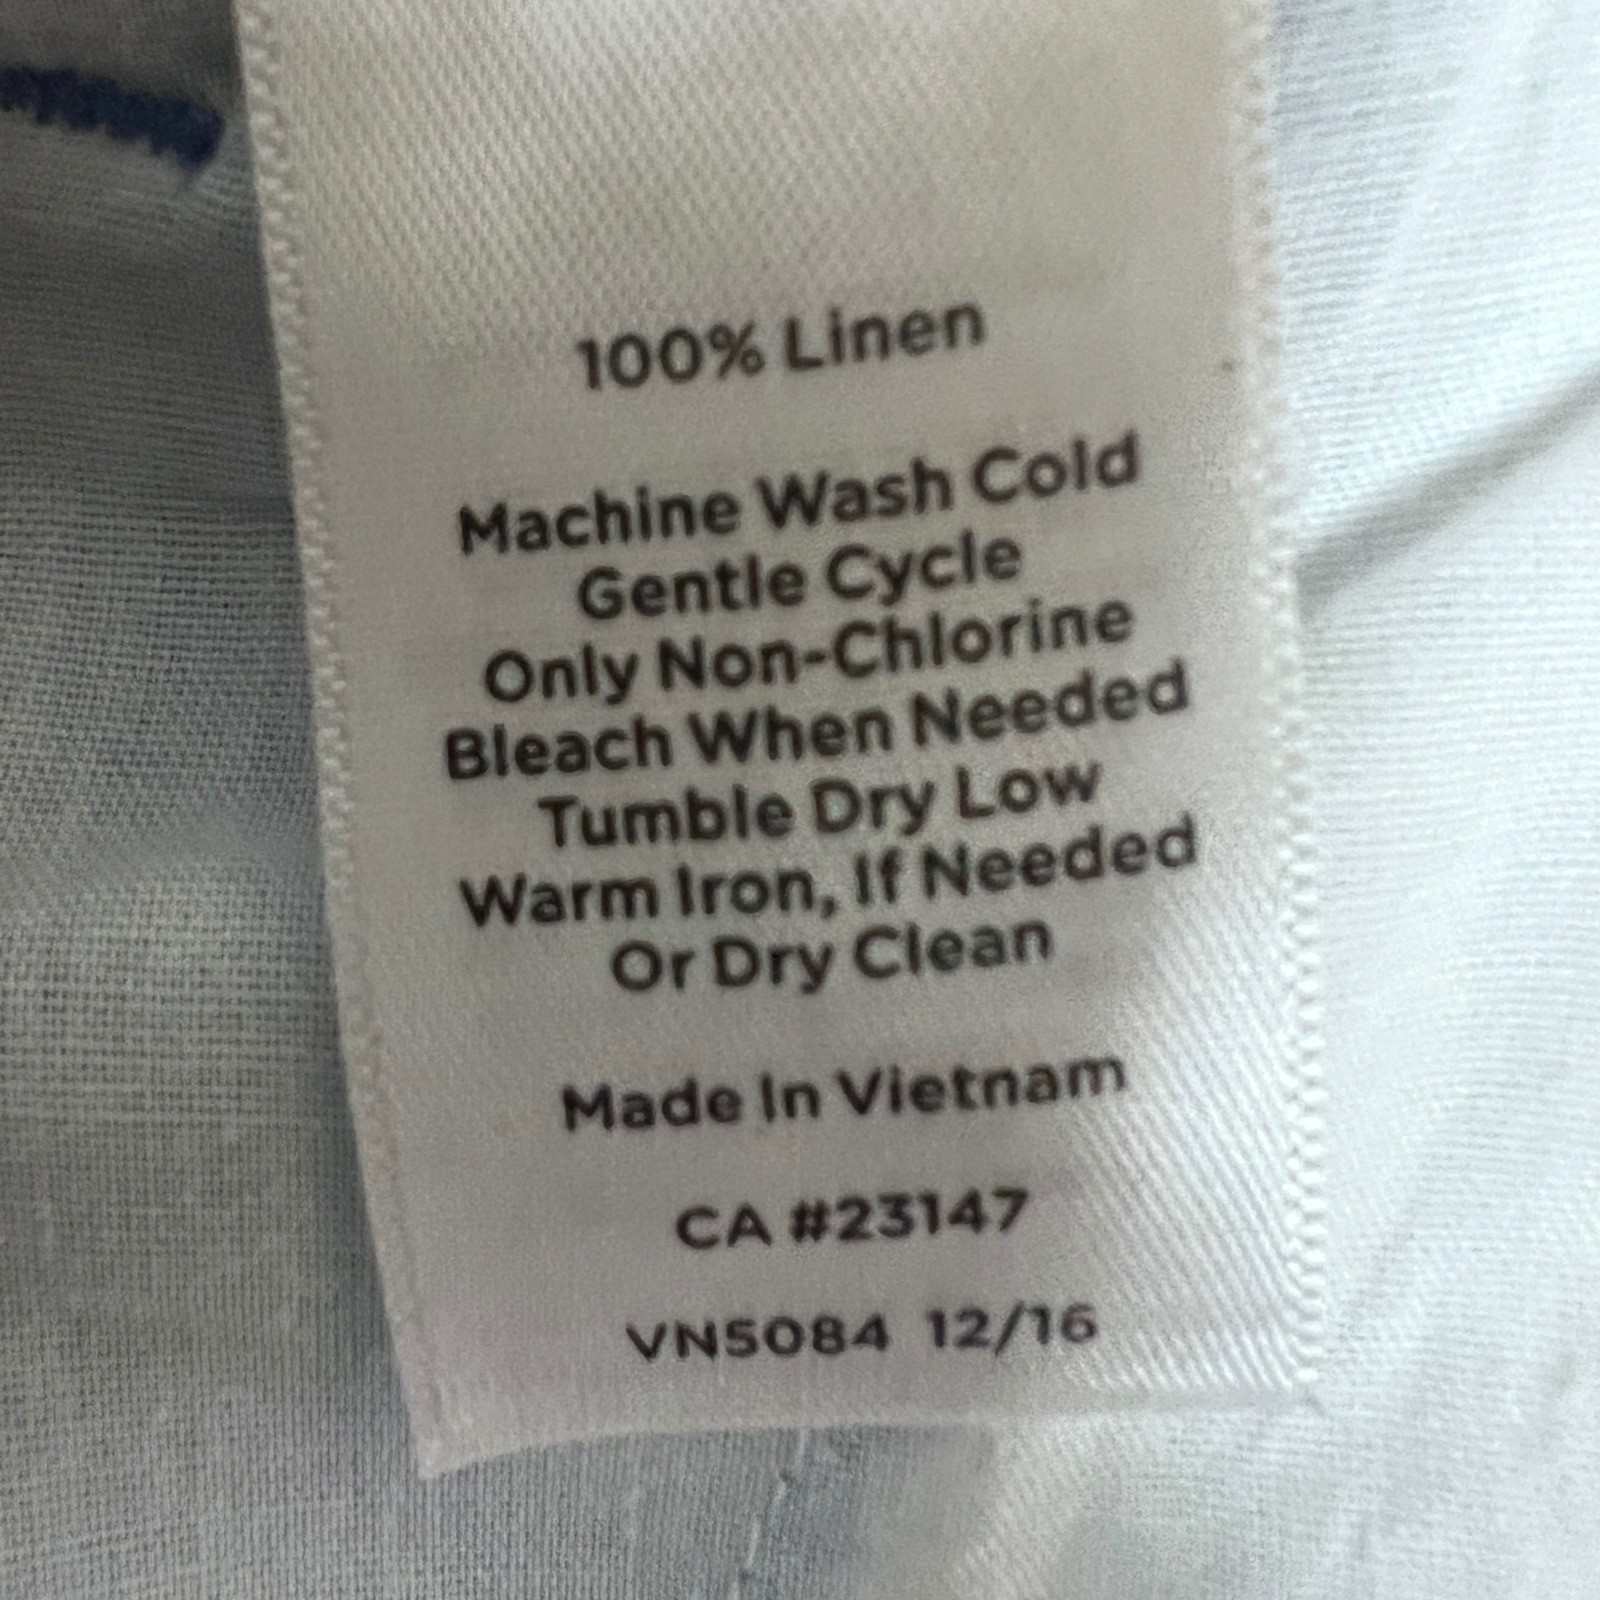 100% Linen
Machine Wash Cold
Gentle Cycle
Only Non-Chlorine
Bleach When Needed
Tumble Dry Low
Warm Iron, If Needed
Or Dry Clean
Made In Vietnam
CA #23147
VN5084 12/16